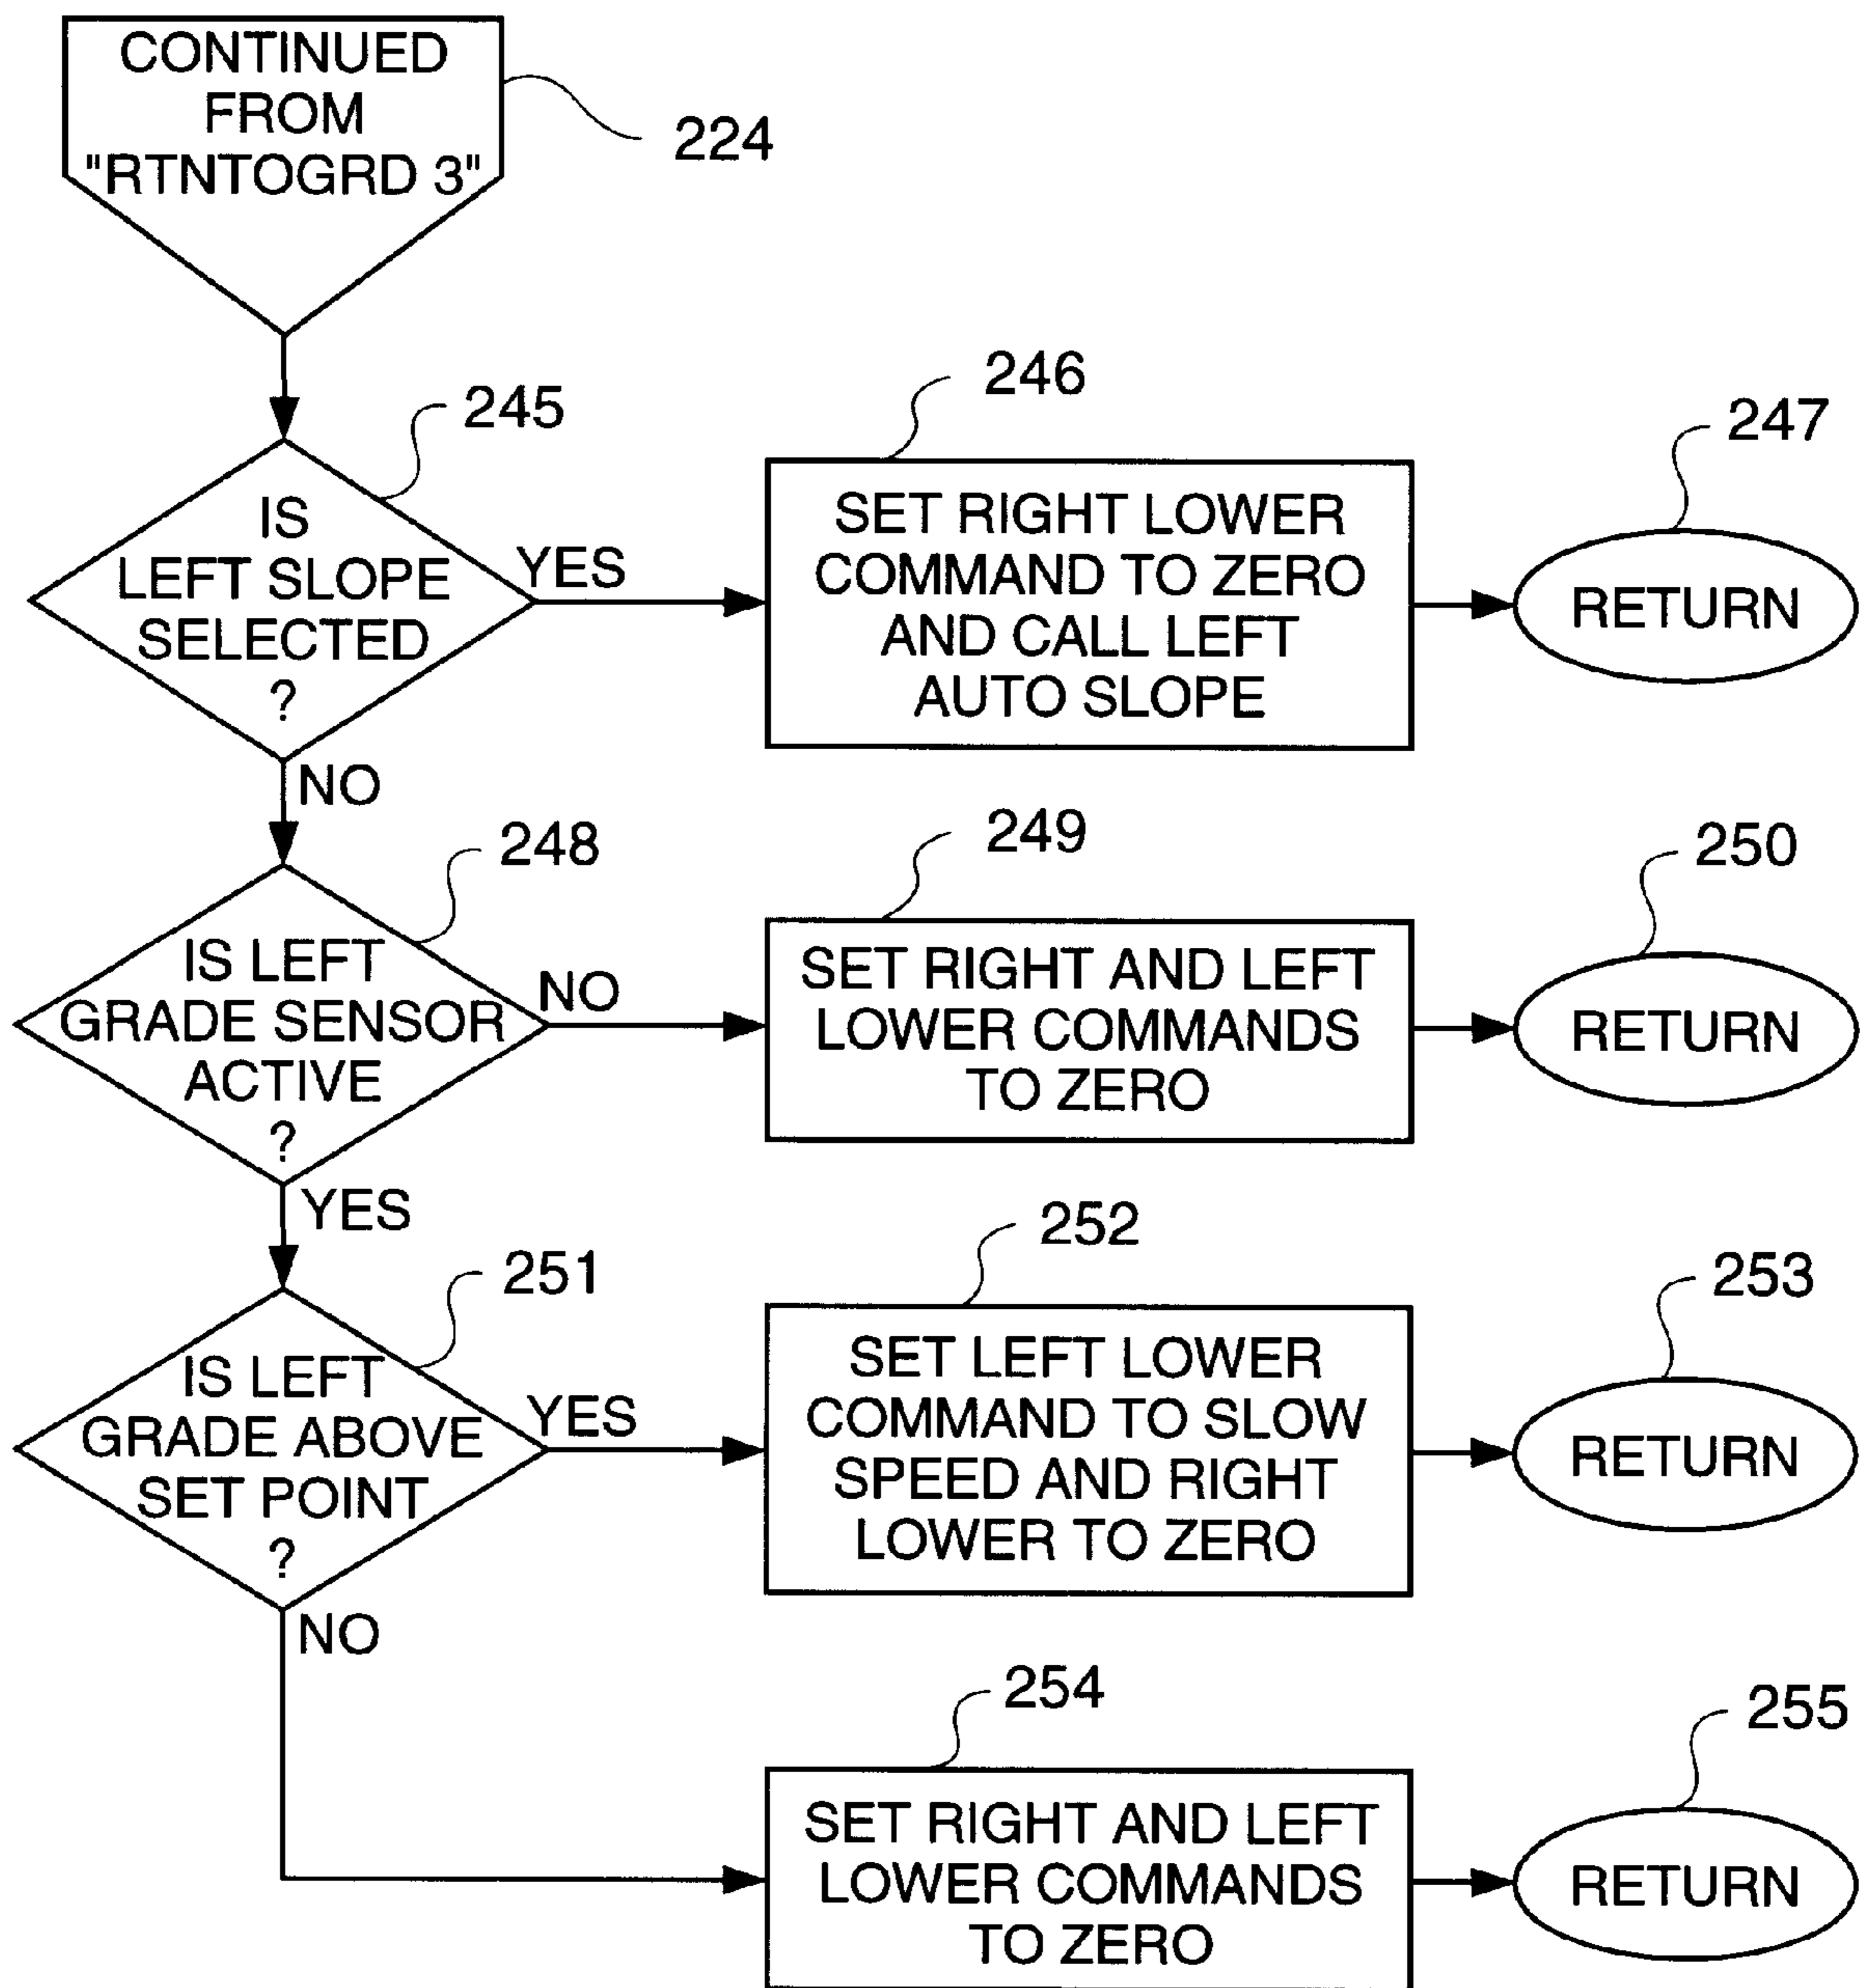 CONTINUED
FROM
"RTNTOGRD 3"
224
245
IS
LEFT SLOPE
SELECTED
?
YES
246
SET RIGHT LOWER
COMMAND TO ZERO
AND CALL LEFT
AUTO SLOPE
247
RETURN
NO
248
IS LEFT
GRADE SENSOR
ACTIVE
?
NO
249
SET RIGHT AND LEFT
LOWER COMMANDS
TO ZERO
250
RETURN
YES
251
IS LEFT
GRADE ABOVE
SET POINT
?
YES
252
SET LEFT LOWER
COMMAND TO SLOW
SPEED AND RIGHT
LOWER TO ZERO
253
RETURN
NO
254
SET RIGHT AND LEFT
LOWER COMMANDS
TO ZERO
255
RETURN